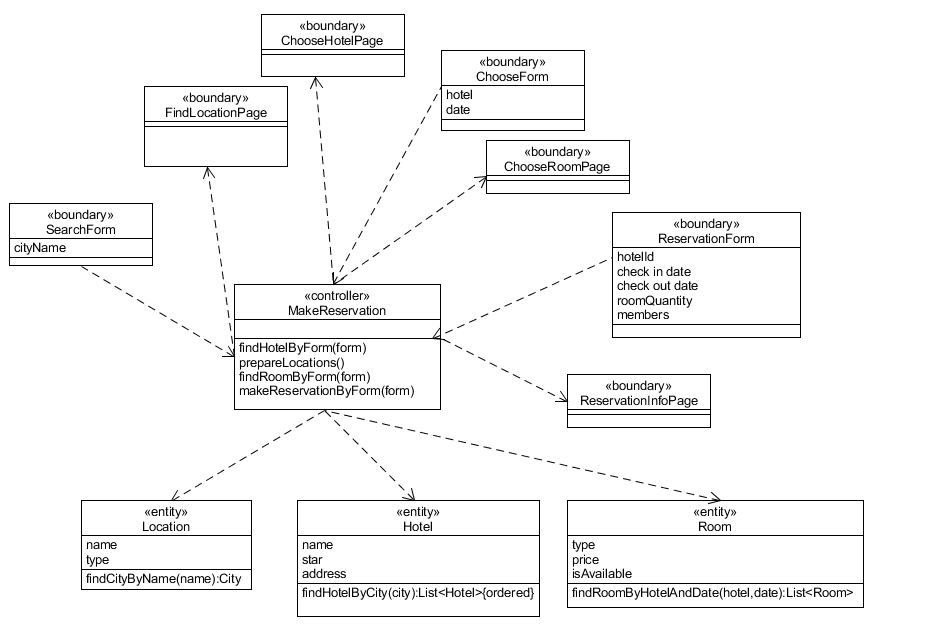 «boundary»
ChooseHotelPage
«boundary»
ChooseForm
hotel
date
«boundary»
FindLocationPage
«boundary»
ChooseRoomPage
«boundary»
SearchForm
cityName
«boundary»
ReservationForm
hotelId
check in date
check out date
roomQuantity
members
«controller»
MakeReservation
findHotelByForm(form)
prepareLocations()
findRoomByForm(form)
makeReservationByForm(form)
«boundary»
ReservationInfoPage
«entity»
Location
name
type
findCityByName(name):City
«entity»
Hotel
name
star
address
findHotelByCity(city):List<Hotel>{ordered}
«entity»
Room
type
price
isAvailable
findRoomByHotelAndDate(hotel,date):List<Room>